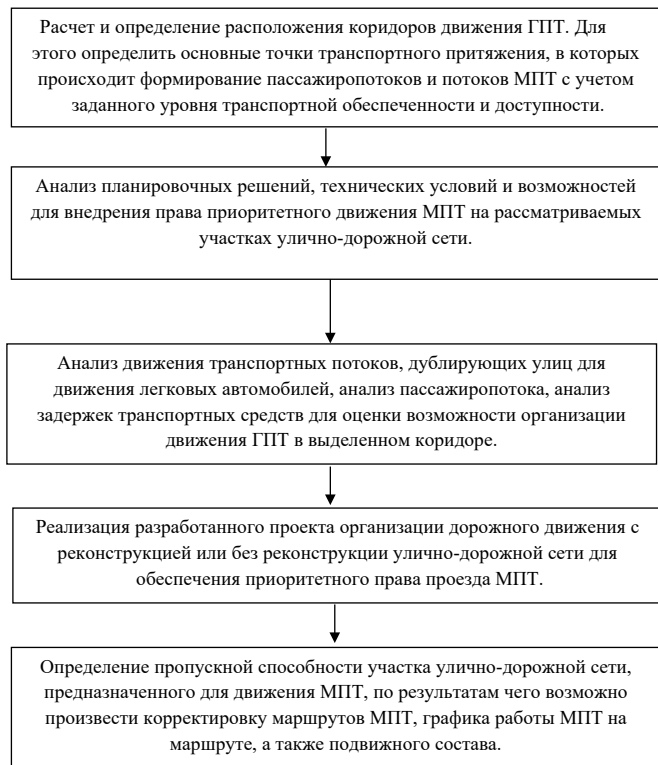 Расчет и определение расположения коридоров движения ГПТ. Для
этого определить основные точки транспортного притяжения, в которых
происходит формирование пассажиропотоков и потоков МПТ с учетом
заданного уровня транспортной обеспеченности и доступности.
Анализ планировочных решений, технических условий и возможностей
для внедрения права приоритетного движения МПТ на рассматриваемых
участках улично-дорожной сети.
Анализ движения транспортных потоков, дублирующих улиц для
движения легковых автомобилей, анализ пассажиропотока, анализ
задержек транспортных средств для оценки возможности организации
движения ГПТ в выделенном коридоре.
Реализация разработанного проекта организации дорожного движения с
реконструкцией или без реконструкции улично-дорожной сети для
обеспечения приоритетного права проезда МПТ.
Определение пропускной способности участка улично-дорожной сети,
предназначенного для движения МПТ, по результатам чего возможно
произвести корректировку маршрутов МПТ, графика работы МПТ на
маршруте, а также подвижного состава.